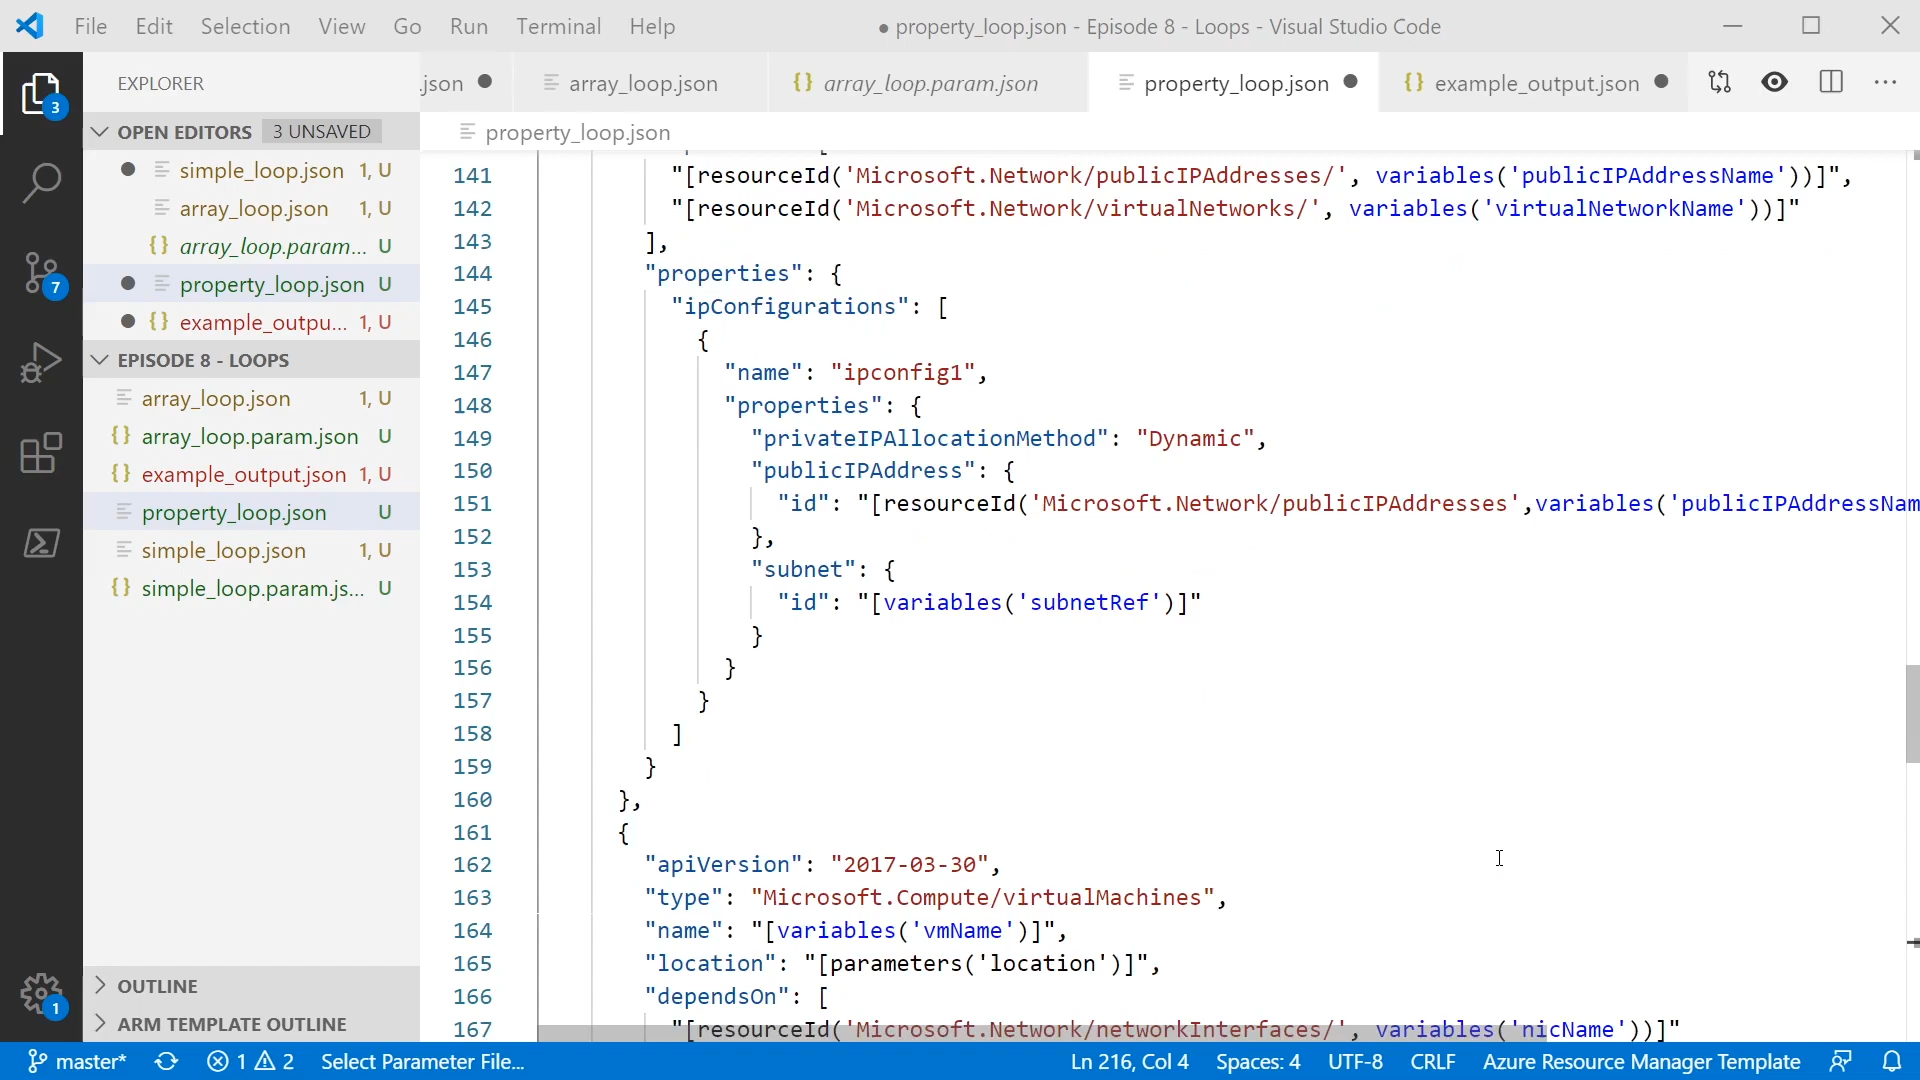 File Edit Selection View Go Run Terminal Help
● property_loop.json - Episode 8 - Loops - Visual Studio Code
EXPLORER
.json ● array_loop.json {} array_loop.param.json property_loop.json ● {} example_output.json ●
OPEN EDITORS 3 UNSAVED
property_loop.json
simple_loop.json 1, U
array_loop.json 1, U
{} array_loop.param... U
property_loop.json U
{} example_outpu... 1, U
EPISODE 8 - LOOPS
array_loop.json 1, U
{} array_loop.param.json U
{} example_output.json 1, U
property_loop.json U
simple_loop.json 1, U
{} simple_loop.param.js... U
OUTLINE
ARM TEMPLATE OUTLINE
3
7
1
141 "[resourceId('Microsoft.Network/publicIPAddresses/', variables('publicIPAddressName'))]",
142 "[resourceId('Microsoft.Network/virtualNetworks/', variables('virtualNetworkName'))]"
143 ],
144 "properties": {
145 "ipConfigurations": [
146 {
147 "name": "ipconfig1",
148 "properties": {
149 "privateIPAllocationMethod": "Dynamic",
150 "publicIPAddress": {
151 "id": "[resourceId('Microsoft.Network/publicIPAddresses',variables('publicIPAddressNam
152 },
153 "subnet": {
154 "id": "[variables('subnetRef')]"
155 }
156 }
157 }
158 ]
159 }
160 },
161 {
162 "apiVersion": "2017-03-30",
163 "type": "Microsoft.Compute/virtualMachines",
164 "name": "[variables('vmName')]",
165 "location": "[parameters('location')]",
166 "dependsOn": [
167 "[resourceId('Microsoft.Network/networkInterfaces/', variables('nicName'))]"
master* 1 2 Select Parameter File... Ln 216, Col 4 Spaces: 4 UTF-8 CRLF Azure Resource Manager Template